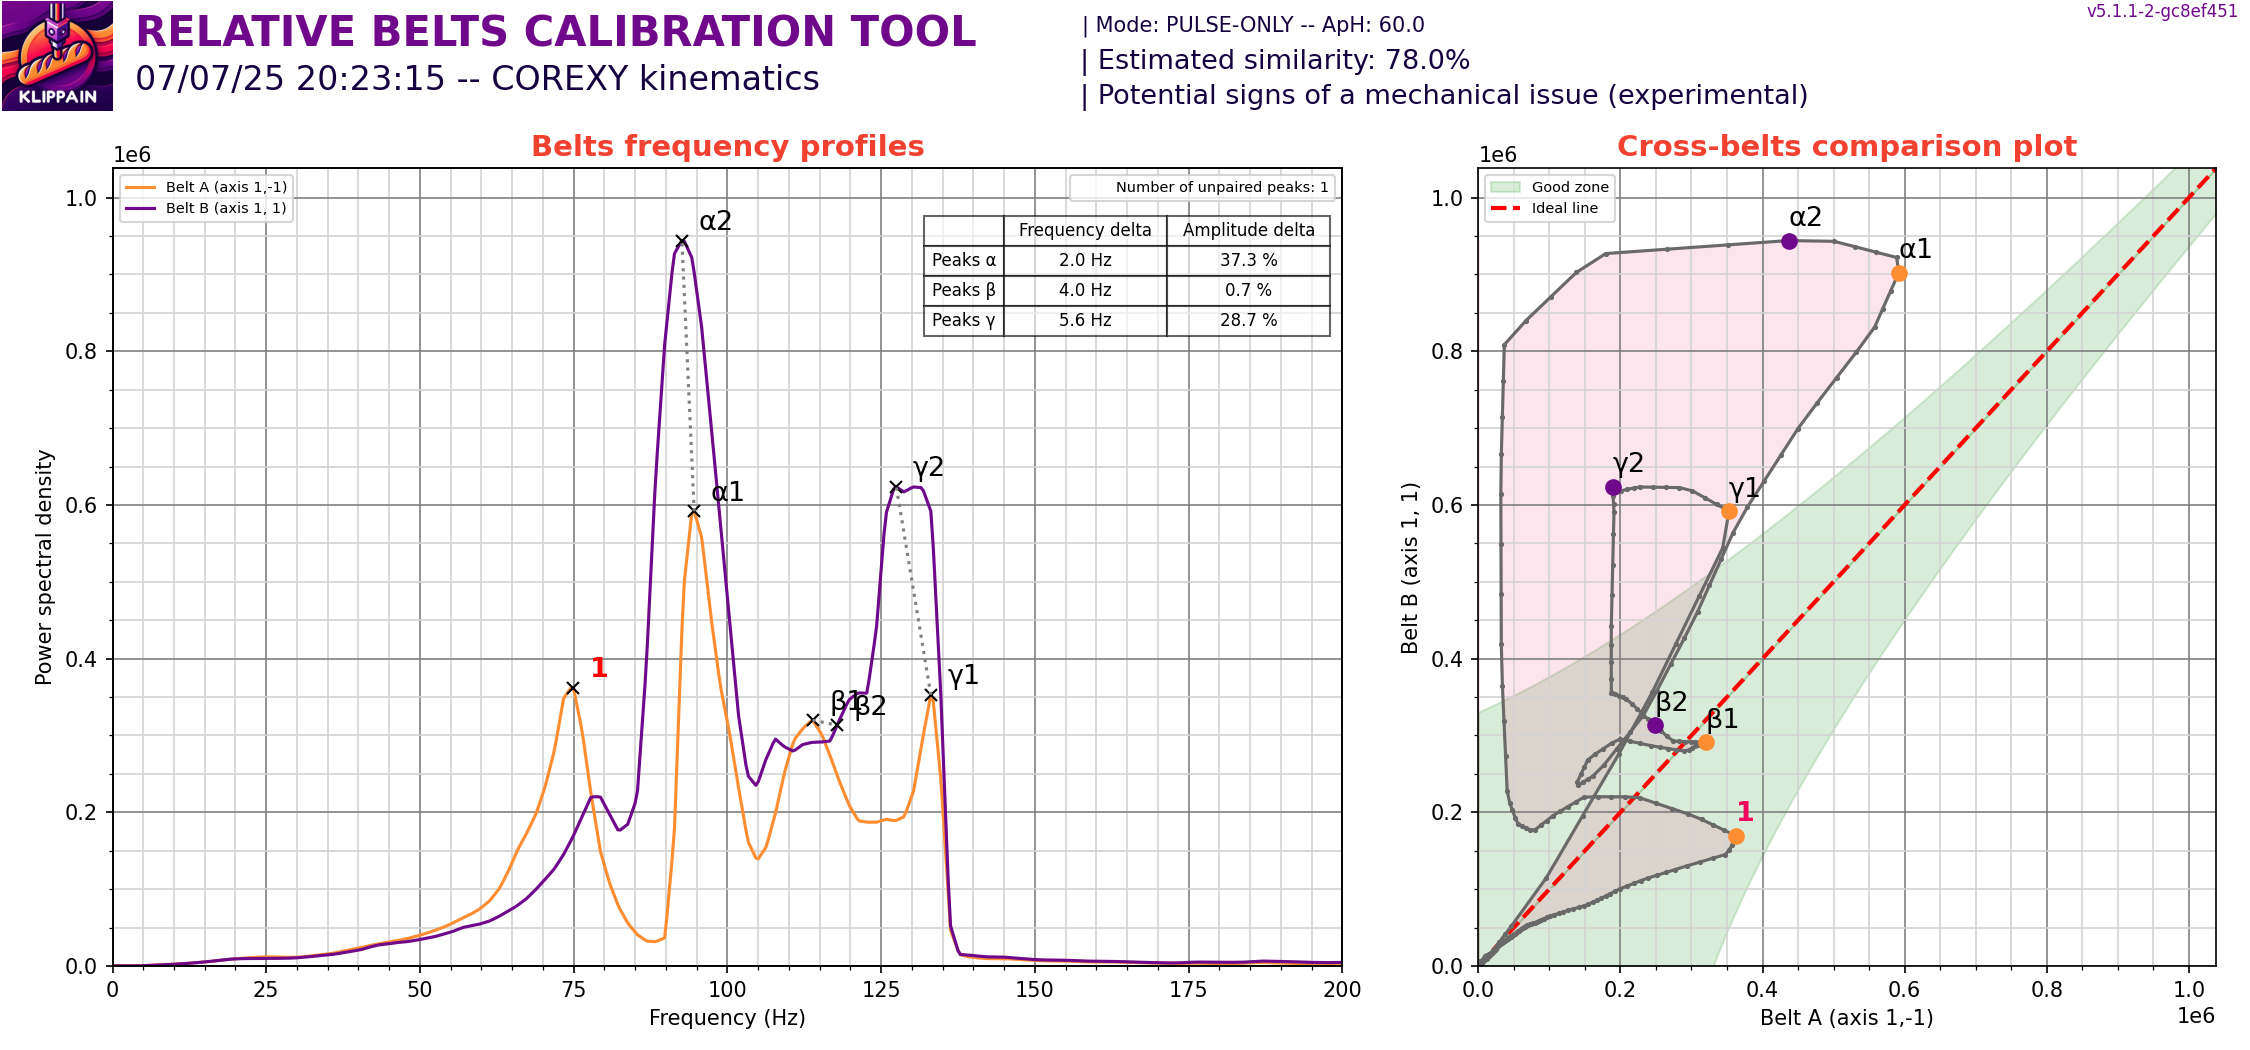 KLIPPAIN
RELATIVE BELTS CALIBRATION TOOL
07/07/25 20:23:15 -- COREXY kinematics
| Mode: PULSE-ONLY -- ApH: 60.0
| Estimated similarity: 78.0%
| Potential signs of a mechanical issue (experimental)
v5.1.1-2-gc8ef451
Belts frequency profiles
1e6
Belt A (axis 1,-1)
Belt B (axis 1, 1)
Number of unpaired peaks: 1
Frequency delta Amplitude delta
Peaks α 2.0 Hz 37.3 %
Peaks β 4.0 Hz 0.7 %
Peaks γ 5.6 Hz 28.7 %
α2
α1
γ2
γ1
1
β1
β2
1.0
0.8
0.6
0.4
0.2
0.0
Power spectral density
0 25 50 75 100 125 150 175 200
Frequency (Hz)
Cross-belts comparison plot
1e6
Good zone
Ideal line
α2
α1
γ2
γ1
β2
β1
1
1.0
0.8
0.6
0.4
0.2
0.0
Belt B (axis 1, 1)
0.0 0.2 0.4 0.6 0.8 1.0
Belt A (axis 1,-1)
1e6